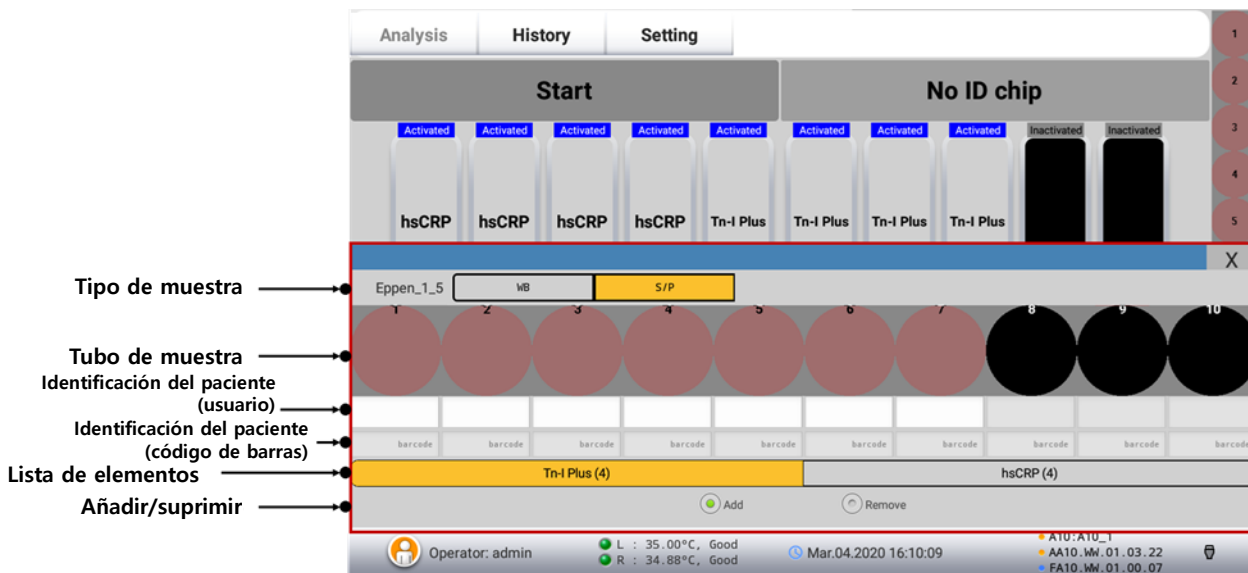 Analysis History Setting
Start No ID chip
Activated Activated Activated Activated Activated Activated Activated Activated Inactivated Inactivated
hsCRP hsCRP hsCRP hsCRP Tn-I Plus Tn-I Plus Tn-I Plus Tn-I Plus
1
2
3
4
5
X
Tipo de muestra
Eppen_1_5 WB S/P
1 2 3 4 5 6 7 8 9 10
Tubo de muestra
Identificación del paciente
(usuario)
Identificación del paciente
(código de barras)
barcode barcode barcode barcode barcode barcode barcode barcode barcode barcode
Lista de elementos
Tn-I Plus (4) hsCRP (4)
Añadir/suprimir
Add Remove
Operator: admin
L : 35.00°C, Good
R : 34.88°C, Good
Mar.04.2020 16:10:09
A10:A10_1
AA10.WW.01.03.22
FA10.WW.01.00.07